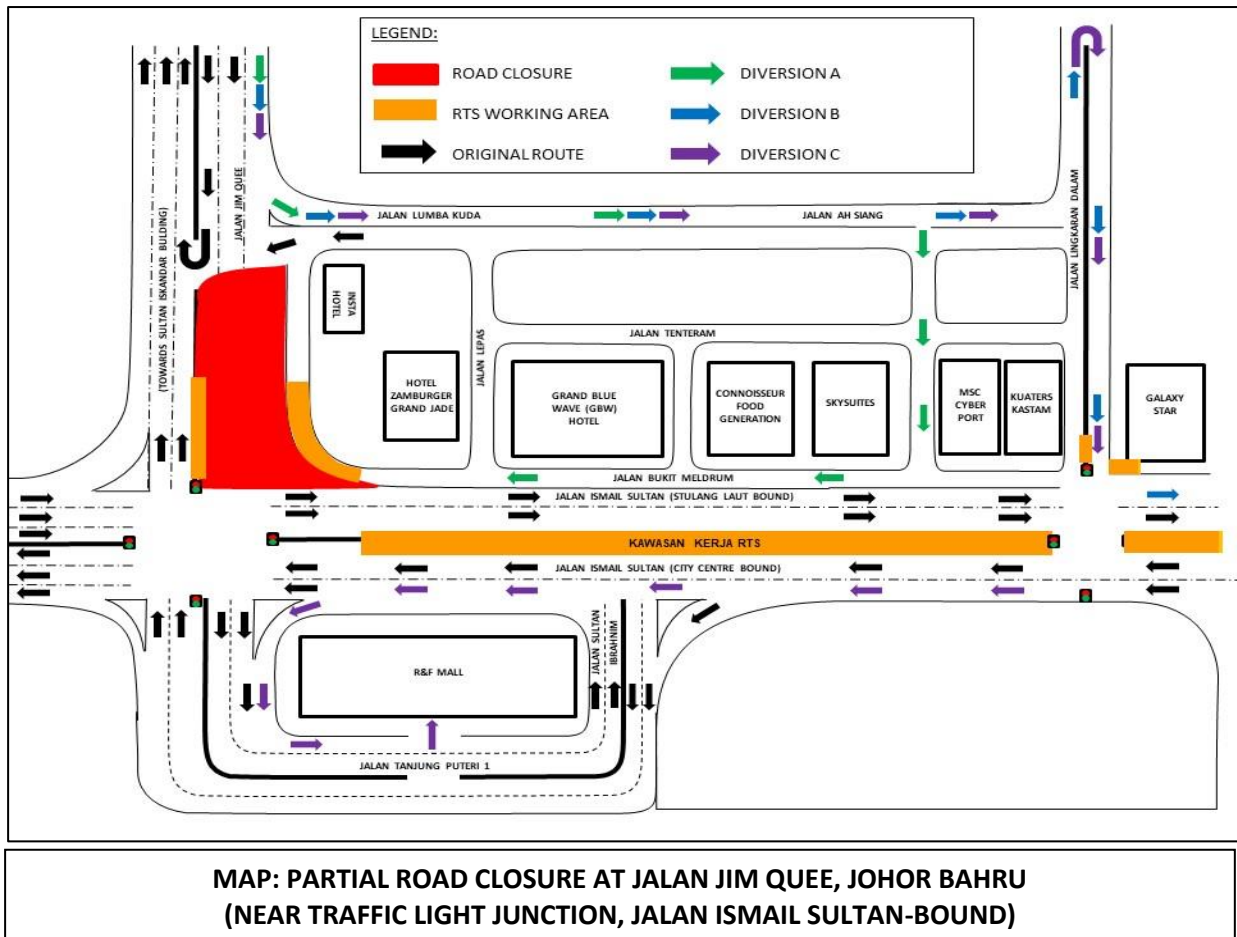 LEGEND:
ROAD CLOSURE
DIVERSION A
RTS WORKING AREA
DIVERSION B
ORIGINAL ROUTE
DIVERSION C
(TOWARDS SULTAN ISKANDAR BULDING)
JALAN JIM QUEE
JALAN LUMBA KUDA
JALAN AH SIANG
JALAN LINGKARAN DALAM
INSTA
HOTEL
JALAN LEPAS
JALAN TENTERAM
HOTEL
ZAMBURGER
GRAND JADE
GRAND BLUE
WAVE (GBW)
HOTEL
CONNOISSEUR
FOOD
GENERATION
SKYSUITES
MSC
CYBER
PORT
KUATERS
KASTAM
GALAXY
STAR
JALAN BUKIT MELDRUM
JALAN ISMAIL SULTAN (STULANG LAUT BOUND)
KAWASAN KERJA RTS
JALAN ISMAIL SULTAN (CITY CENTRE BOUND)
R&F MALL
JALAN SULTAN
IBRAHNIM
JALAN TANJUNG PUTERI 1
MAP: PARTIAL ROAD CLOSURE AT JALAN JIM QUEE, JOHOR BAHRU
(NEAR TRAFFIC LIGHT JUNCTION, JALAN ISMAIL SULTAN-BOUND)